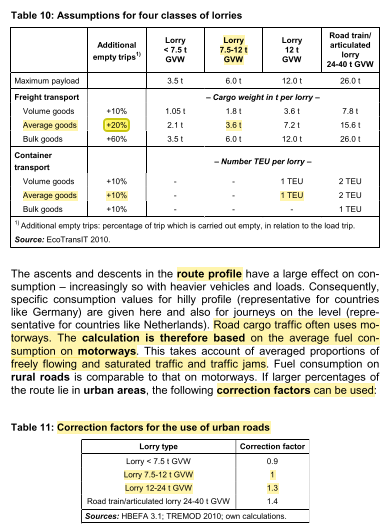 Table 10: Assumptions for four classes of lorries
Additional empty trips1) Lorry < 7.5 t GVW Lorry 7.5-12 t GVW Lorry 12 t GVW Road train/ articulated lorry 24-40 t GVW
Maximum payload 3.5 t 6.0 t 12.0 t 26.0 t
Freight transport – Cargo weight in t per lorry –
Volume goods +10% 1.05 t 1.8 t 3.6 t 7.8 t
Average goods +20% 2.1 t 3.6 t 7.2 t 15.6 t
Bulk goods +60% 3.5 t 6.0 t 12.0 t 26.0 t
Container transport – Number TEU per lorry –
Volume goods +10% - - 1 TEU 2 TEU
Average goods +10% - - 1 TEU 2 TEU
Bulk goods +10% - - - 1 TEU
1) Additional empty trips: percentage of trip which is carried out empty, in relation to the load trip.
Source: EcoTransIT 2010.
The ascents and descents in the route profile have a large effect on con-
sumption – increasingly so with heavier vehicles and loads. Consequently,
specific consumption values for hilly profile (representative for countries
like Germany) are given here and also for journeys on the level (repre-
sentative for countries like Netherlands). Road cargo traffic often uses mo-
torways. The calculation is therefore based on the average fuel con-
sumption on motorways. This takes account of averaged proportions of
freely flowing and saturated traffic and traffic jams. Fuel consumption on
rural roads is comparable to that on motorways. If larger percentages of
the route lie in urban areas, the following correction factors can be used:
Table 11: Correction factors for the use of urban roads
Lorry type Correction factor
Lorry < 7.5 t GVW 0.9
Lorry 7.5-12 t GVW 1
Lorry 12-24 t GVW 1.3
Road train/articulated lorry 24-40 t GVW 1.4
Sources: HBEFA 3.1; TREMOD 2010; own calculations.